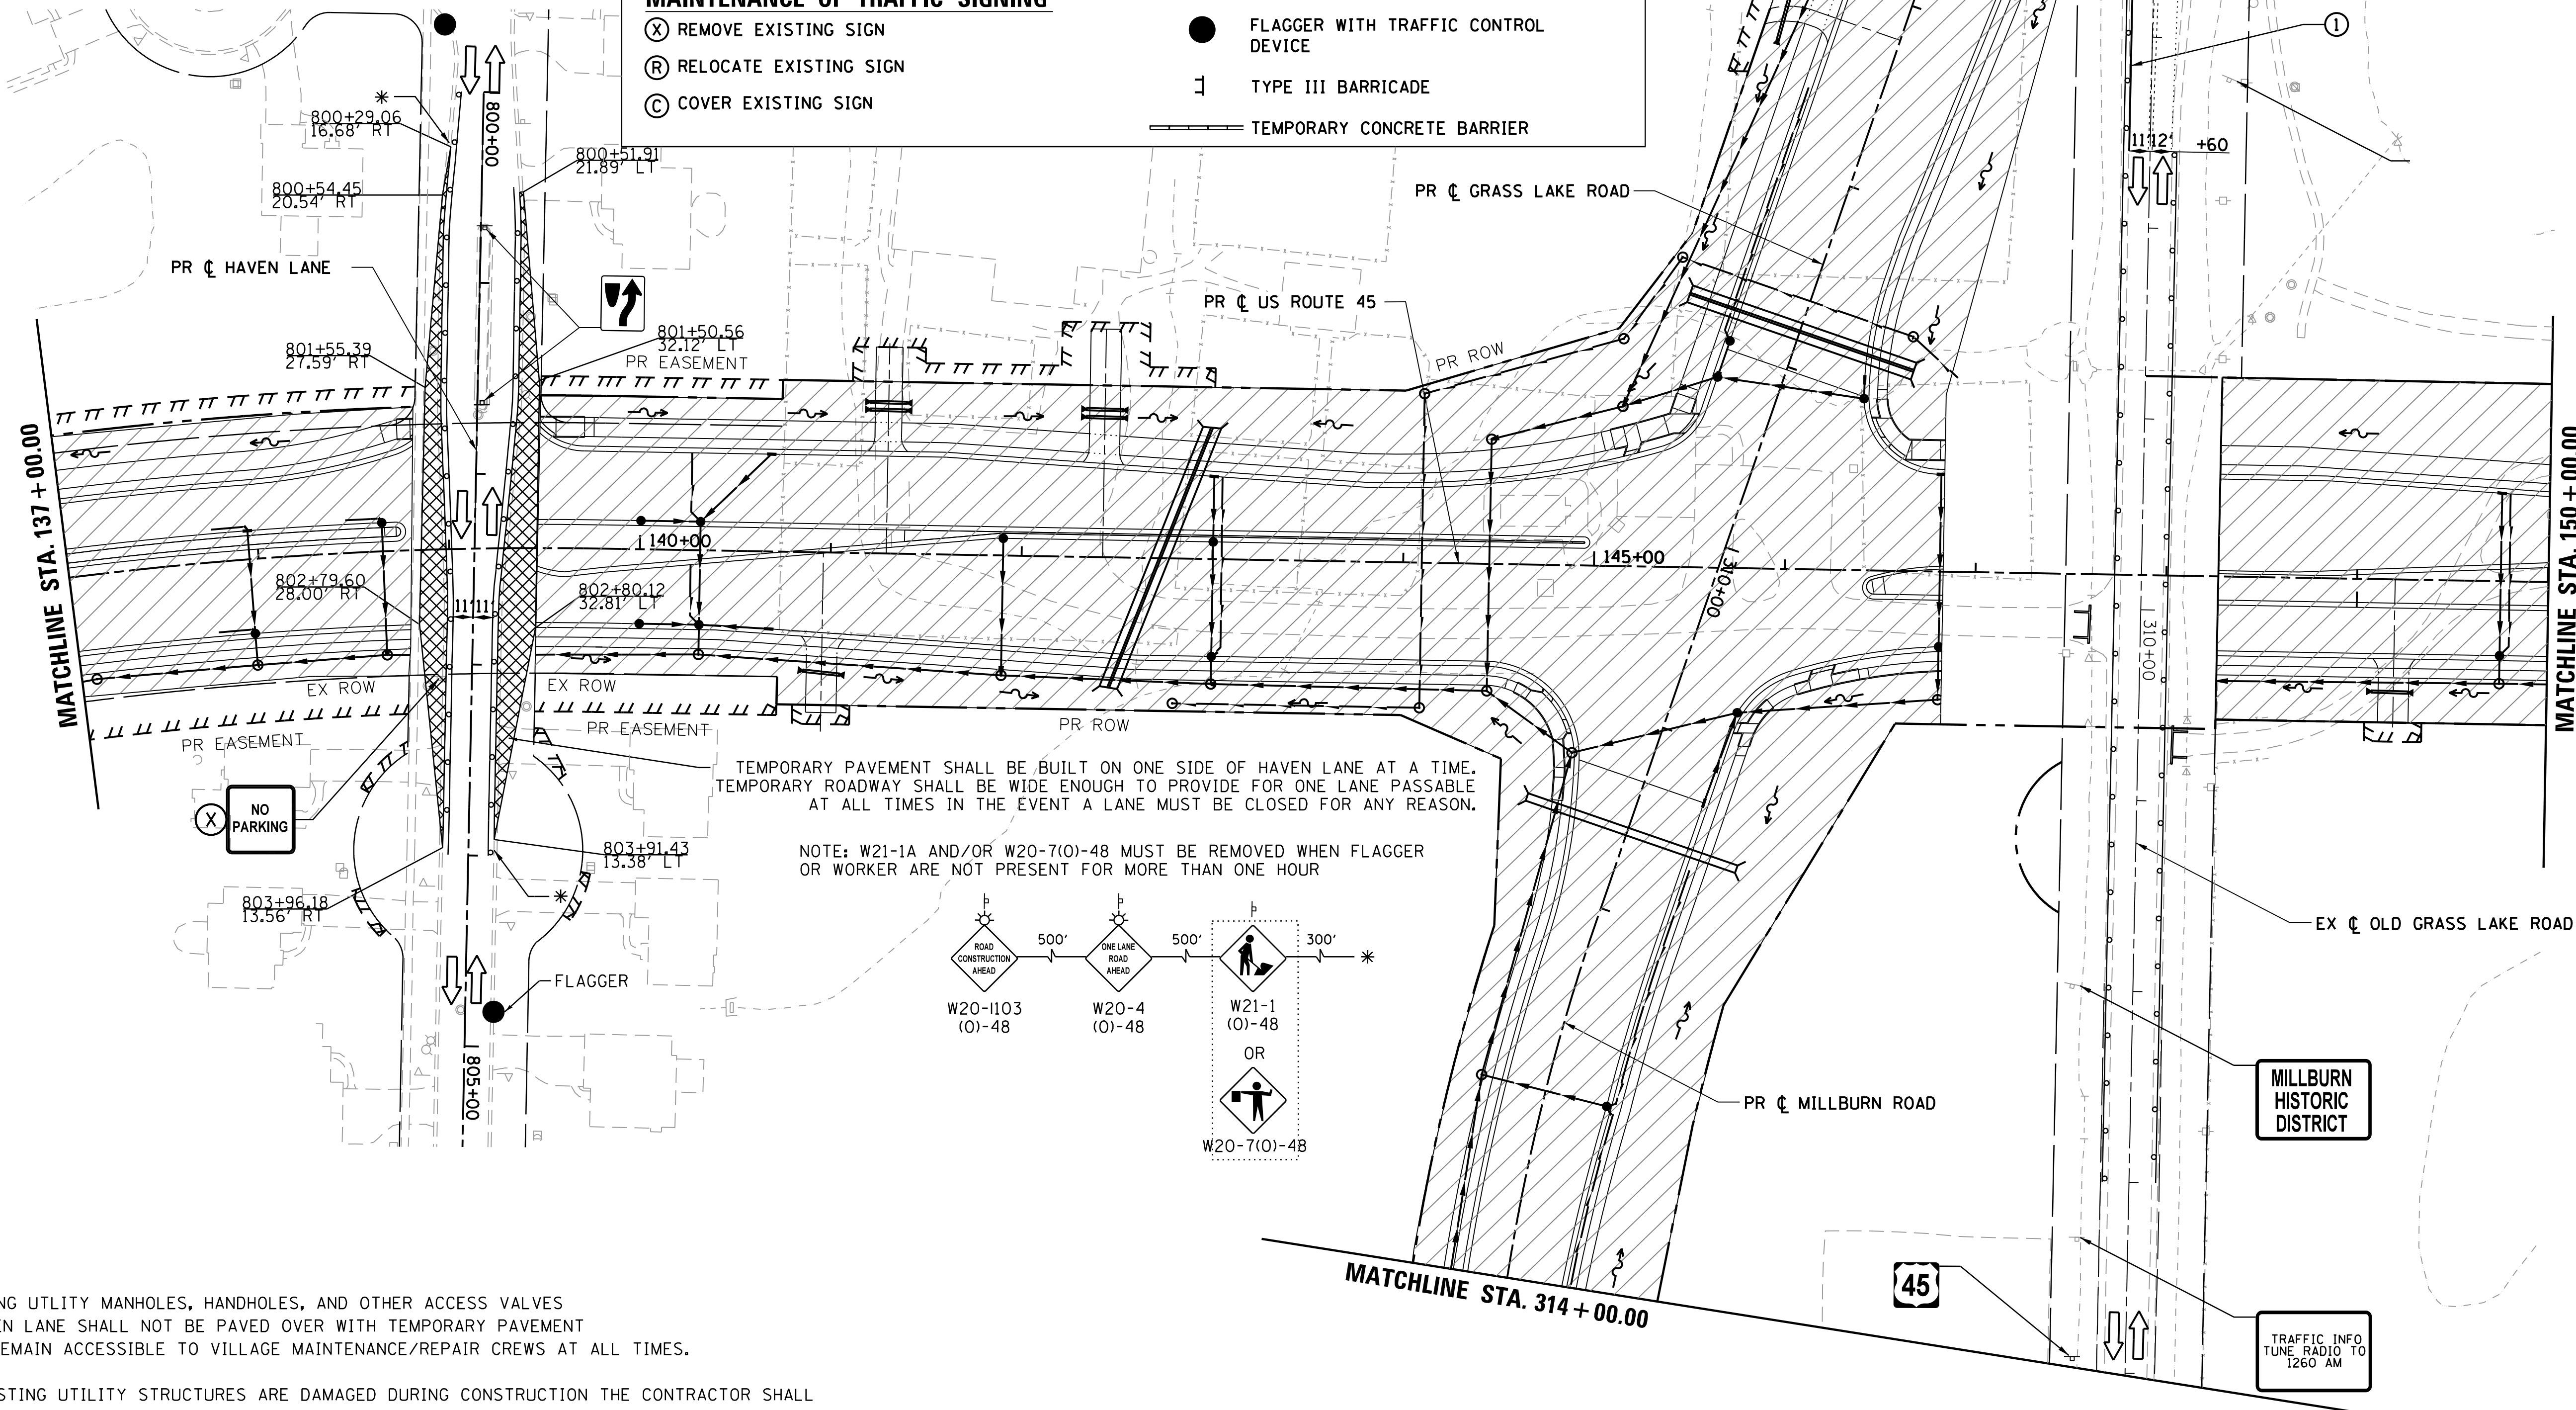 MAINTENANCE OF TRAFFIC SIGNING
X REMOVE EXISTING SIGN
R RELOCATE EXISTING SIGN
C COVER EXISTING SIGN
FLAGGER WITH TRAFFIC CONTROL
DEVICE
TYPE III BARRICADE
TEMPORARY CONCRETE BARRIER
1
11' 12'
+60
800+00
800+29.06
16.68' RT
800+51.91
21.89' LT
800+54.45
20.54' RT
PR ℄ HAVEN LANE
801+50.56
32.12' LT
801+55.39
27.59' RT
PR EASEMENT
PR ℄ GRASS LAKE ROAD
PR ℄ US ROUTE 45
PR ROW
MATCHLINE STA. 137+00.00
MATCHLINE STA. 150+00.00
140+00
145+00
310+00
310+00
802+79.60
28.00' RT
11' 11'
802+80.12
32.81' LT
EX ROW
EX ROW
PR EASEMENT
PR EASEMENT
PR ROW
X
NO
PARKING
TEMPORARY PAVEMENT SHALL BE BUILT ON ONE SIDE OF HAVEN LANE AT A TIME.
TEMPORARY ROADWAY SHALL BE WIDE ENOUGH TO PROVIDE FOR ONE LANE PASSABLE
AT ALL TIMES IN THE EVENT A LANE MUST BE CLOSED FOR ANY REASON.
803+91.43
13.38' LT
803+96.18
13.56' RT
NOTE: W21-1A AND/OR W20-7(O)-48 MUST BE REMOVED WHEN FLAGGER
OR WORKER ARE NOT PRESENT FOR MORE THAN ONE HOUR
FLAGGER
805+00
ROAD
CONSTRUCTION
AHEAD
500'
ONE LANE
ROAD
AHEAD
500'
300'
W20-I103
(O)-48
W20-4
(O)-48
W21-1
(O)-48
OR
W20-7(O)-48
EX ℄ OLD GRASS LAKE ROAD
MILLBURN
HISTORIC
DISTRICT
PR ℄ MILLBURN ROAD
MATCHLINE STA. 314+00.00
45
TRAFFIC INFO
TUNE RADIO TO
1260 AM
NG UTLITY MANHOLES, HANDHOLES, AND OTHER ACCESS VALVES
EN LANE SHALL NOT BE PAVED OVER WITH TEMPORARY PAVEMENT
EMAIN ACCESSIBLE TO VILLAGE MAINTENANCE/REPAIR CREWS AT ALL TIMES.
STING UTILITY STRUCTURES ARE DAMAGED DURING CONSTRUCTION THE CONTRACTOR SHALL